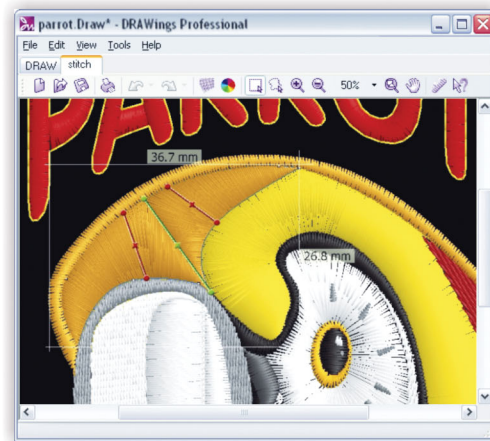 parrot.Draw* - DRAWings Professional
File Edit View Tools Help
DRAW stitch
50%
PARROT
36.7 mm
26.8 mm